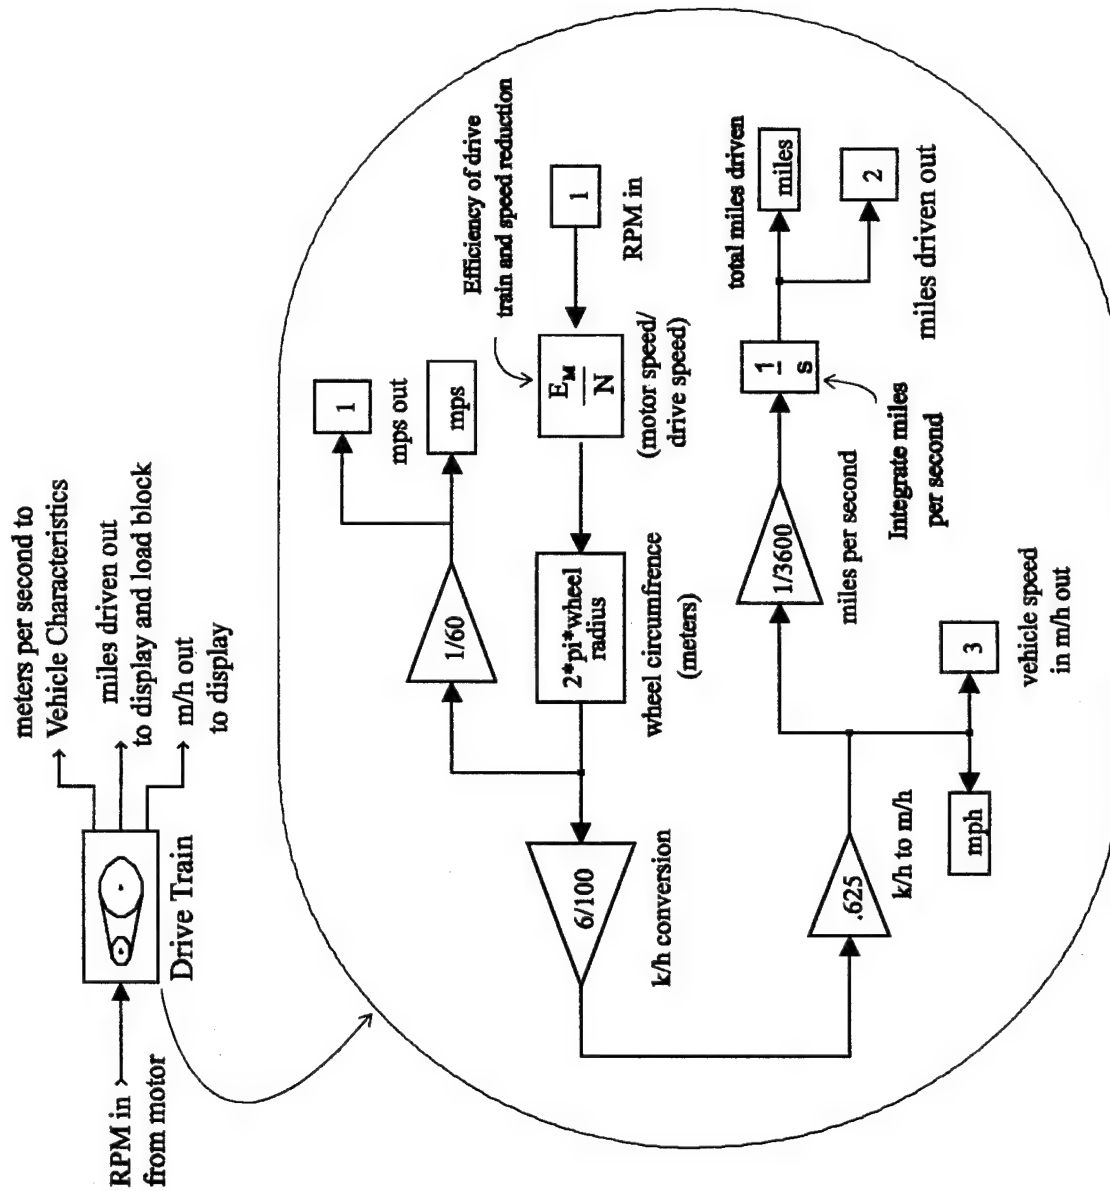 RPM in
from motor
Drive Train
meters per second to
Vehicle Characteristics
miles driven out
to display and load block
m/h out
to display
Efficiency of drive
train and speed reduction
1
RPM in
E_M
N
(motor speed/
drive speed)
1
mps out
mps
1/60
2*pi*wheel
radius
wheel circumfrence
(meters)
6/100
k/h conversion
.625
k/h to m/h
mph
3
vehicle speed
in m/h out
1/3600
miles per second
1
s
Integrate miles
per second
total miles driven
miles
2
miles driven out